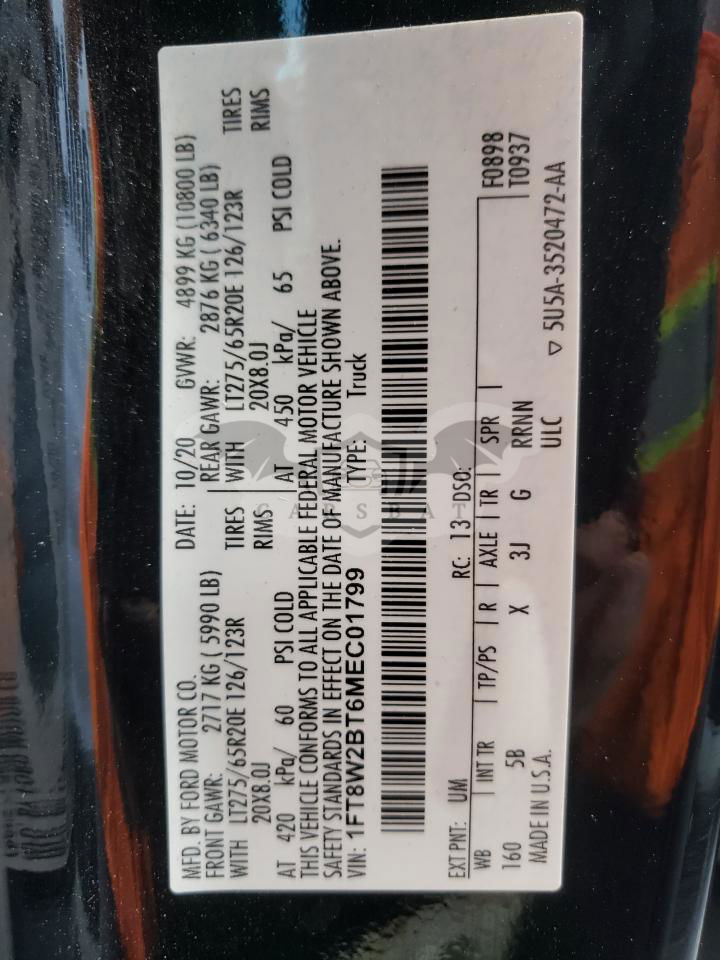 MFD. BY FORD MOTOR CO. DATE: 10/20 GVWR: 4899 KG (10800 LB)
FRONT GAWR: 2717 KG ( 5990 LB) REAR GAWR: 2876 KG ( 6340 LB)
WITH LT275/65R20E 126/123R TIRES WITH LT275/65R20E 126/123R TIRES
20X8.0J RIMS 20X8.0J RIMS
AT 420 kPa/ 60 PSI COLD AT 450 kPa/ 65 PSI COLD
THIS VEHICLE CONFORMS TO ALL APPLICABLE FEDERAL MOTOR VEHICLE
SAFETY STANDARDS IN EFFECT ON THE DATE OF MANUFACTURE SHOWN ABOVE.
VIN: 1FT8W2BT6MEC01799 TYPE: Truck
EXT PNT: UM RC: 13 DSO: F0898
WB INT TR TP/PS R AXLE TR SPR T0937
160 5B X 3J G RRNN
MADE IN U.S.A. ULC ▽ 5U5A-3520472-AA
CARSBAT